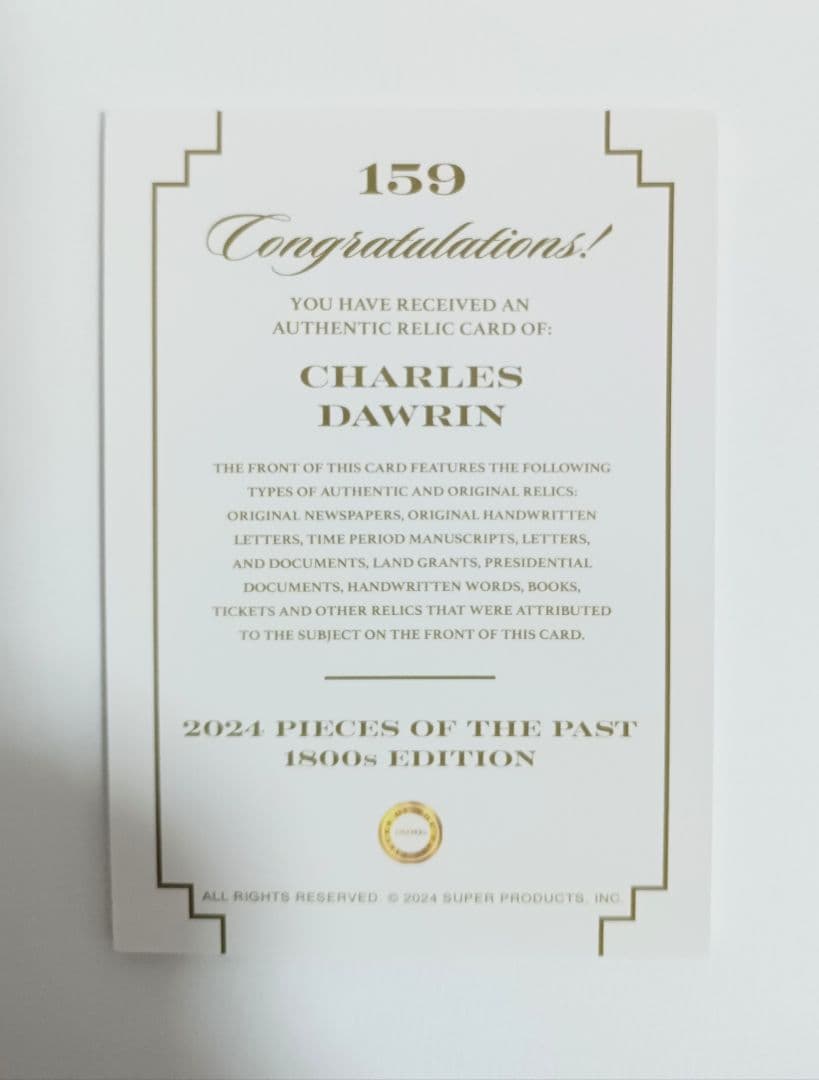 159
Congratulations!
YOU HAVE RECEIVED AN
AUTHENTIC RELIC CARD OF:
CHARLES
DAWRIN
THE FRONT OF THIS CARD FEATURES THE FOLLOWING
TYPES OF AUTHENTIC AND ORIGINAL RELICS:
ORIGINAL NEWSPAPERS, ORIGINAL HANDWRITTEN
LETTERS, TIME PERIOD MANUSCRIPTS, LETTERS,
AND DOCUMENTS, LAND GRANTS, PRESIDENTIAL
DOCUMENTS, HANDWRITTEN WORDS, BOOKS,
TICKETS AND OTHER RELICS THAT WERE ATTRIBUTED
TO THE SUBJECT ON THE FRONT OF THIS CARD.
2024 PIECES OF THE PAST
1800s EDITION
ALL RIGHTS RESERVED. © 2024 SUPER PRODUCTS, INC.